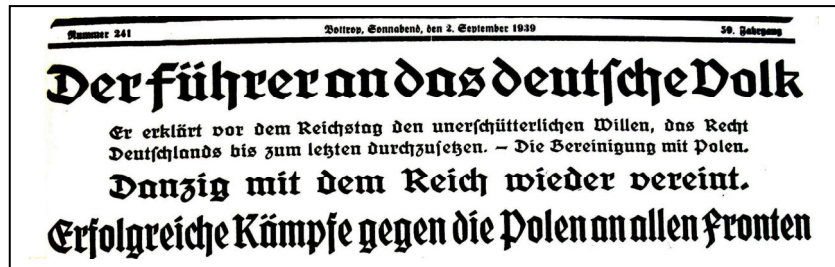 Nummer 241 Bottrop, Sonnabend, den 2. September 1939 59. Jahrgang
Der Führer an das deutsche Volk
Er erklärt vor dem Reichstag den unerschütterlichen Willen, das Recht
Deutschlands bis zum letzten durchzusetzen. – Die Bereinigung mit Polen.
Danzig mit dem Reich wieder vereint.
Erfolgreiche Kämpfe gegen die Polen an allen Fronten